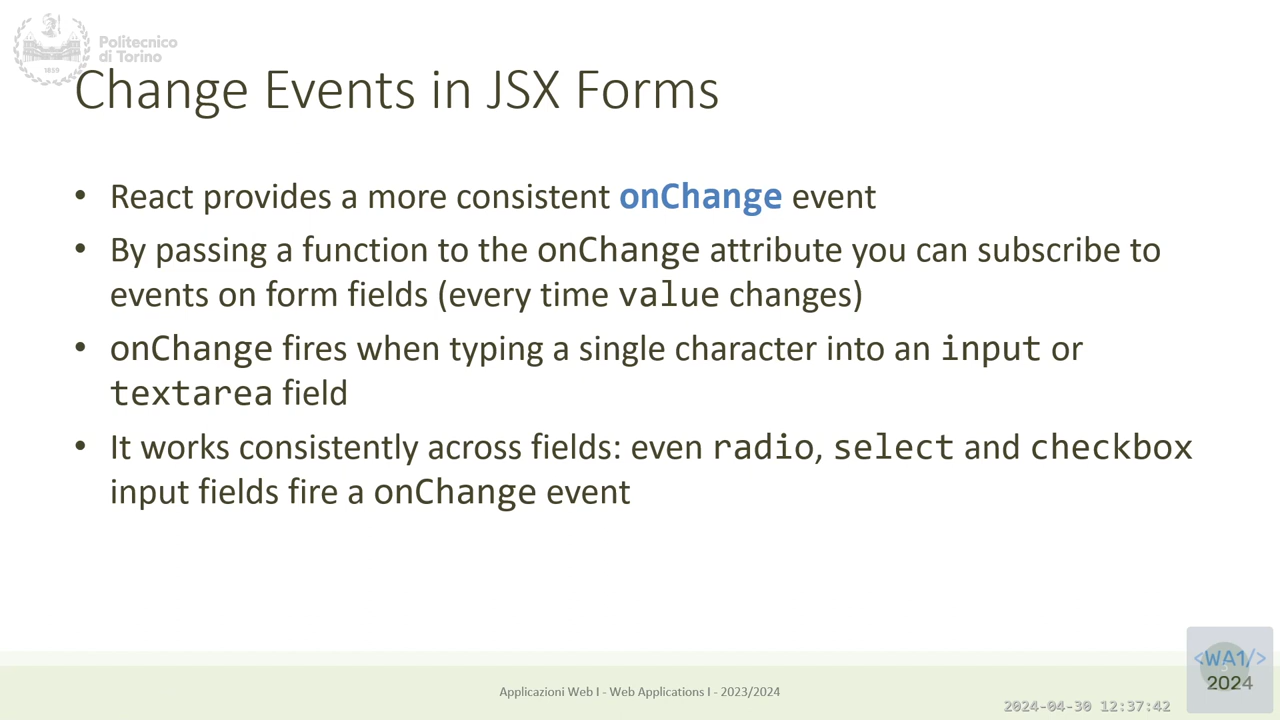 Politecnico
di Torino
1859
Change Events in JSX Forms
• React provides a more consistent onChange event
• By passing a function to the onChange attribute you can subscribe to
events on form fields (every time value changes)
• onChange fires when typing a single character into an input or
textarea field
• It works consistently across fields: even radio, select and checkbox
input fields fire a onChange event
Applicazioni Web I - Web Applications I - 2023/2024
2024-04-30 12:37:42
<WA1/>
2024